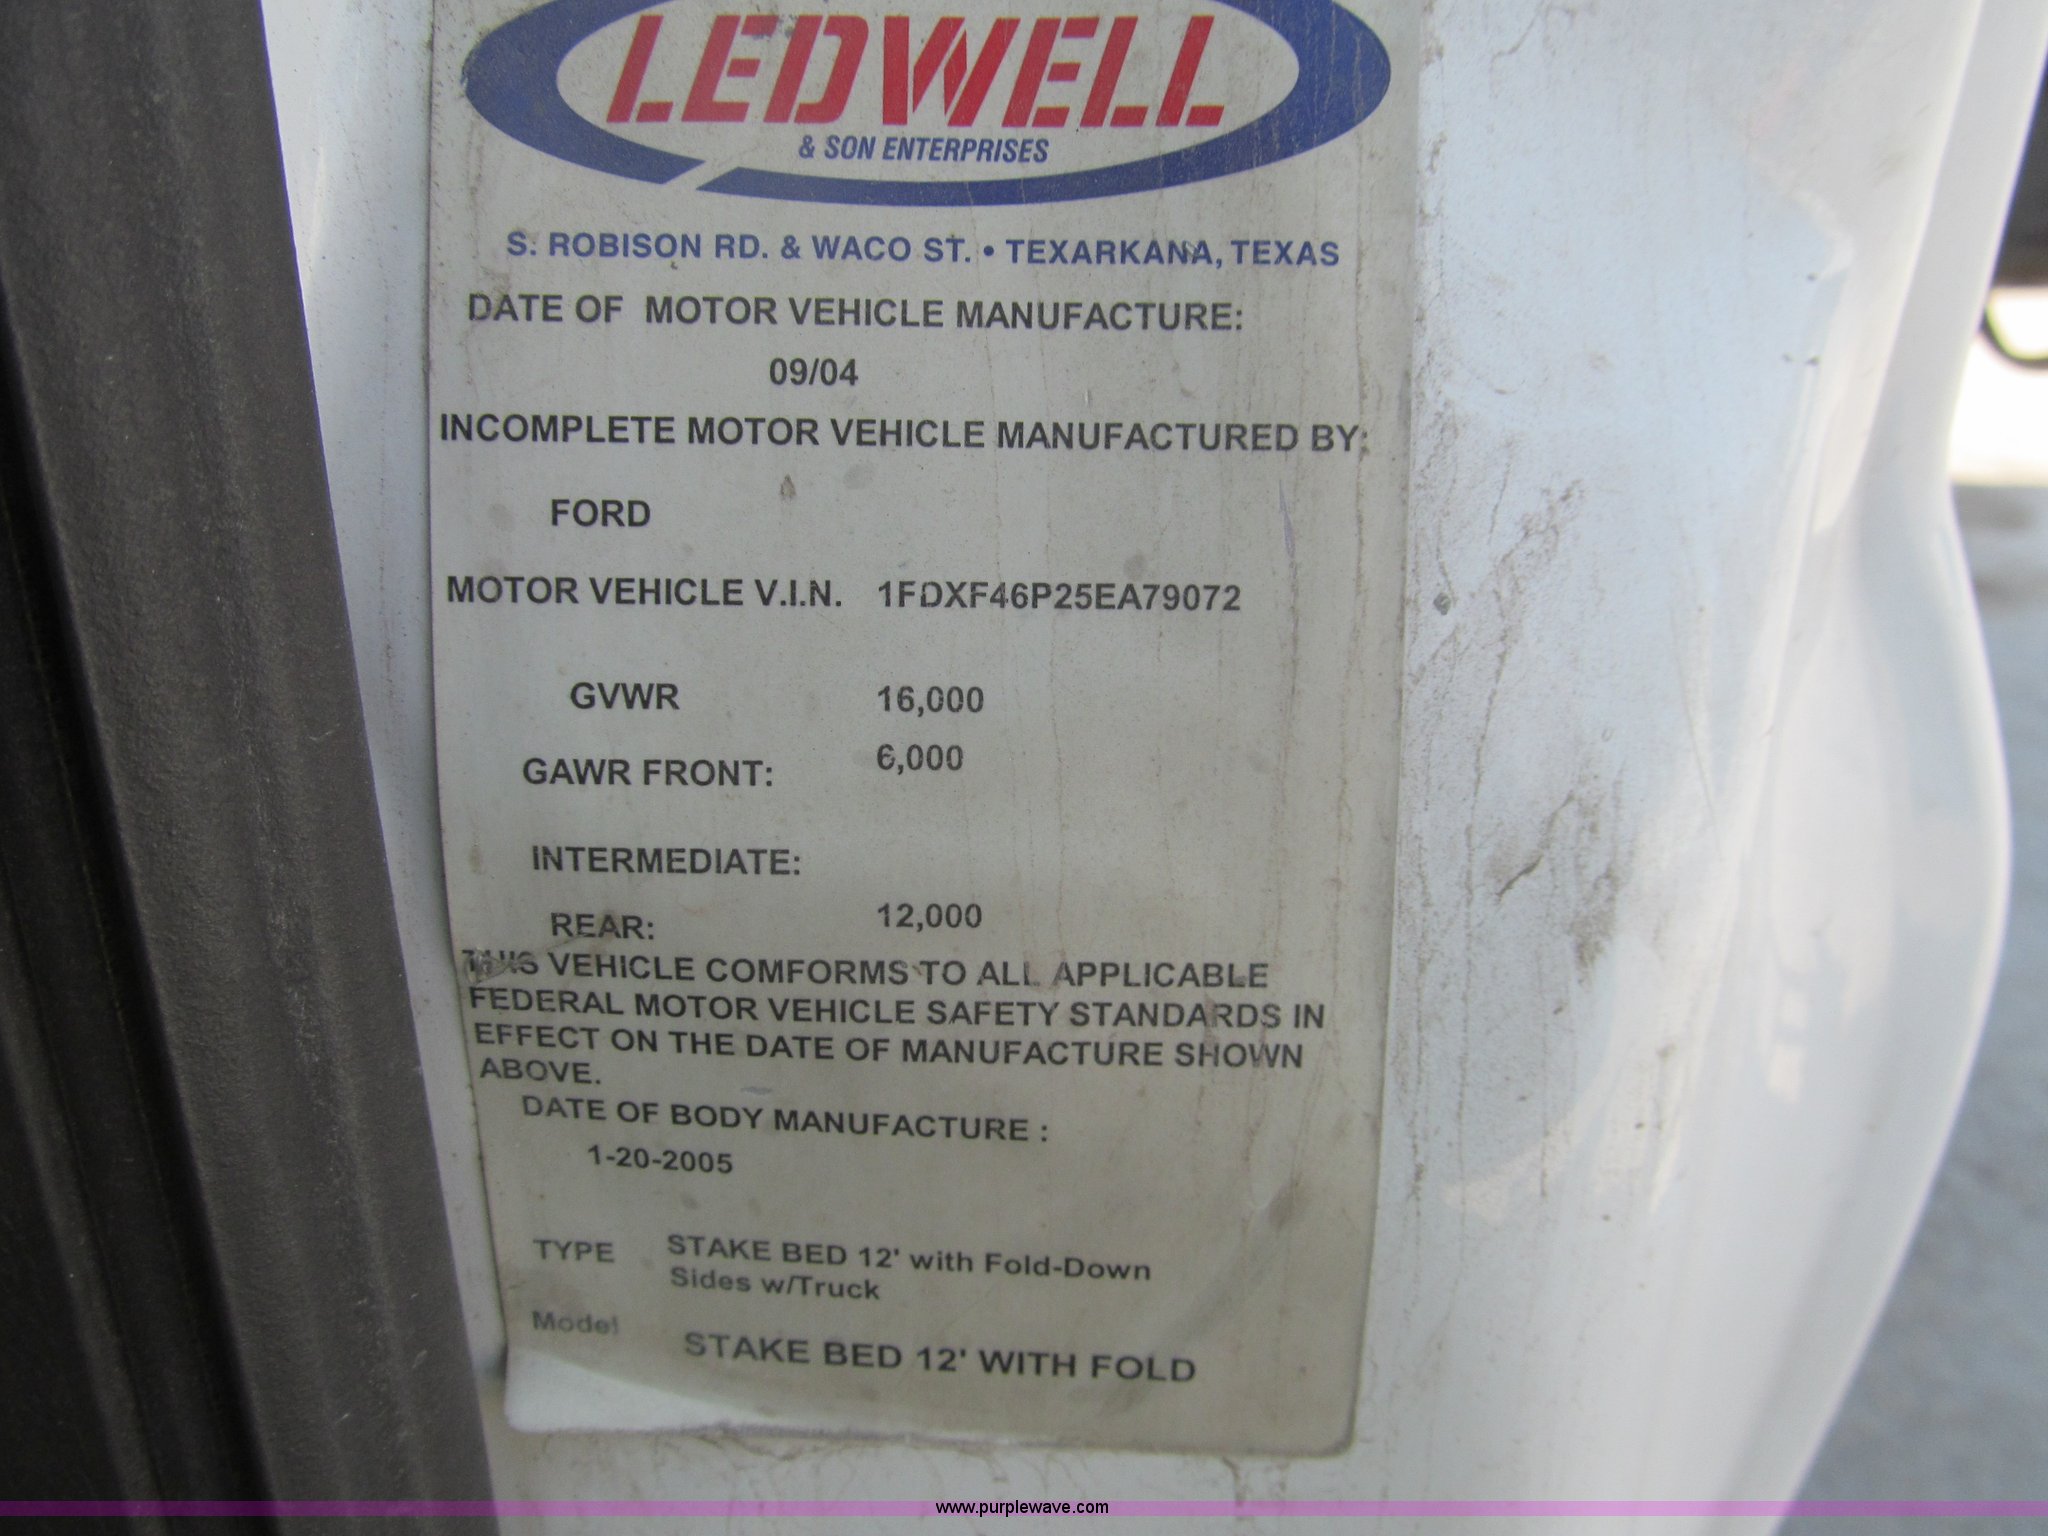 LEDWELL
& SON ENTERPRISES
S. ROBISON RD. & WACO ST. • TEXARKANA, TEXAS
DATE OF MOTOR VEHICLE MANUFACTURE:
09/04
INCOMPLETE MOTOR VEHICLE MANUFACTURED BY:
FORD
MOTOR VEHICLE V.I.N. 1FDXF46P25EA79072
GVWR 16,000
GAWR FRONT: 6,000
INTERMEDIATE:
REAR: 12,000
THIS VEHICLE COMFORMS TO ALL APPLICABLE
FEDERAL MOTOR VEHICLE SAFETY STANDARDS IN
EFFECT ON THE DATE OF MANUFACTURE SHOWN
ABOVE.
DATE OF BODY MANUFACTURE :
1-20-2005
TYPE STAKE BED 12' with Fold-Down
Sides w/Truck
Model STAKE BED 12' WITH FOLD
www.purplewave.com